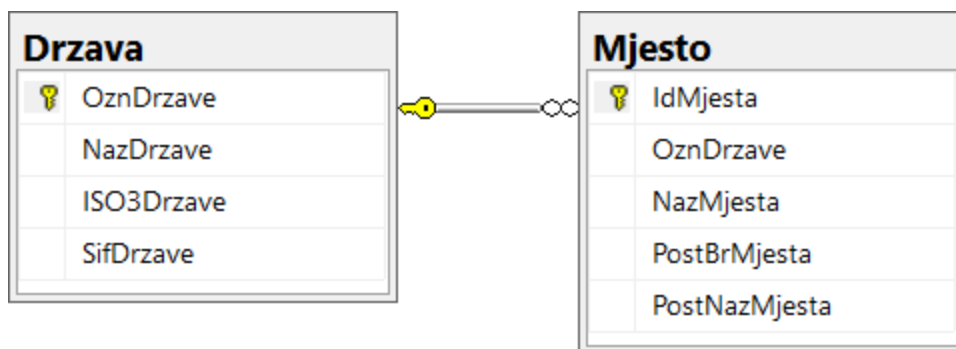 Drzava
OznDrzave
NazDrzave
ISO3Drzave
SifDrzave
Mjesto
IdMjesta
OznDrzave
NazMjesta
PostBrMjesta
PostNazMjesta